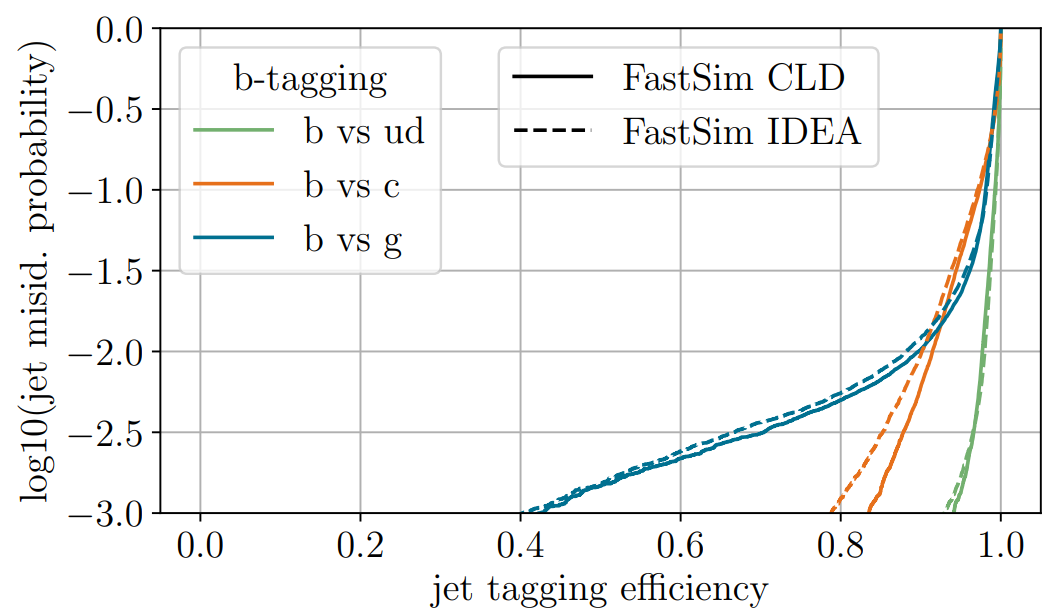 b-tagging
b vs ud
b vs c
b vs g
FastSim CLD
FastSim IDEA
log10(jet misid. probability)
0.0
−0.5
−1.0
−1.5
−2.0
−2.5
−3.0
0.0 0.2 0.4 0.6 0.8 1.0
jet tagging efficiency